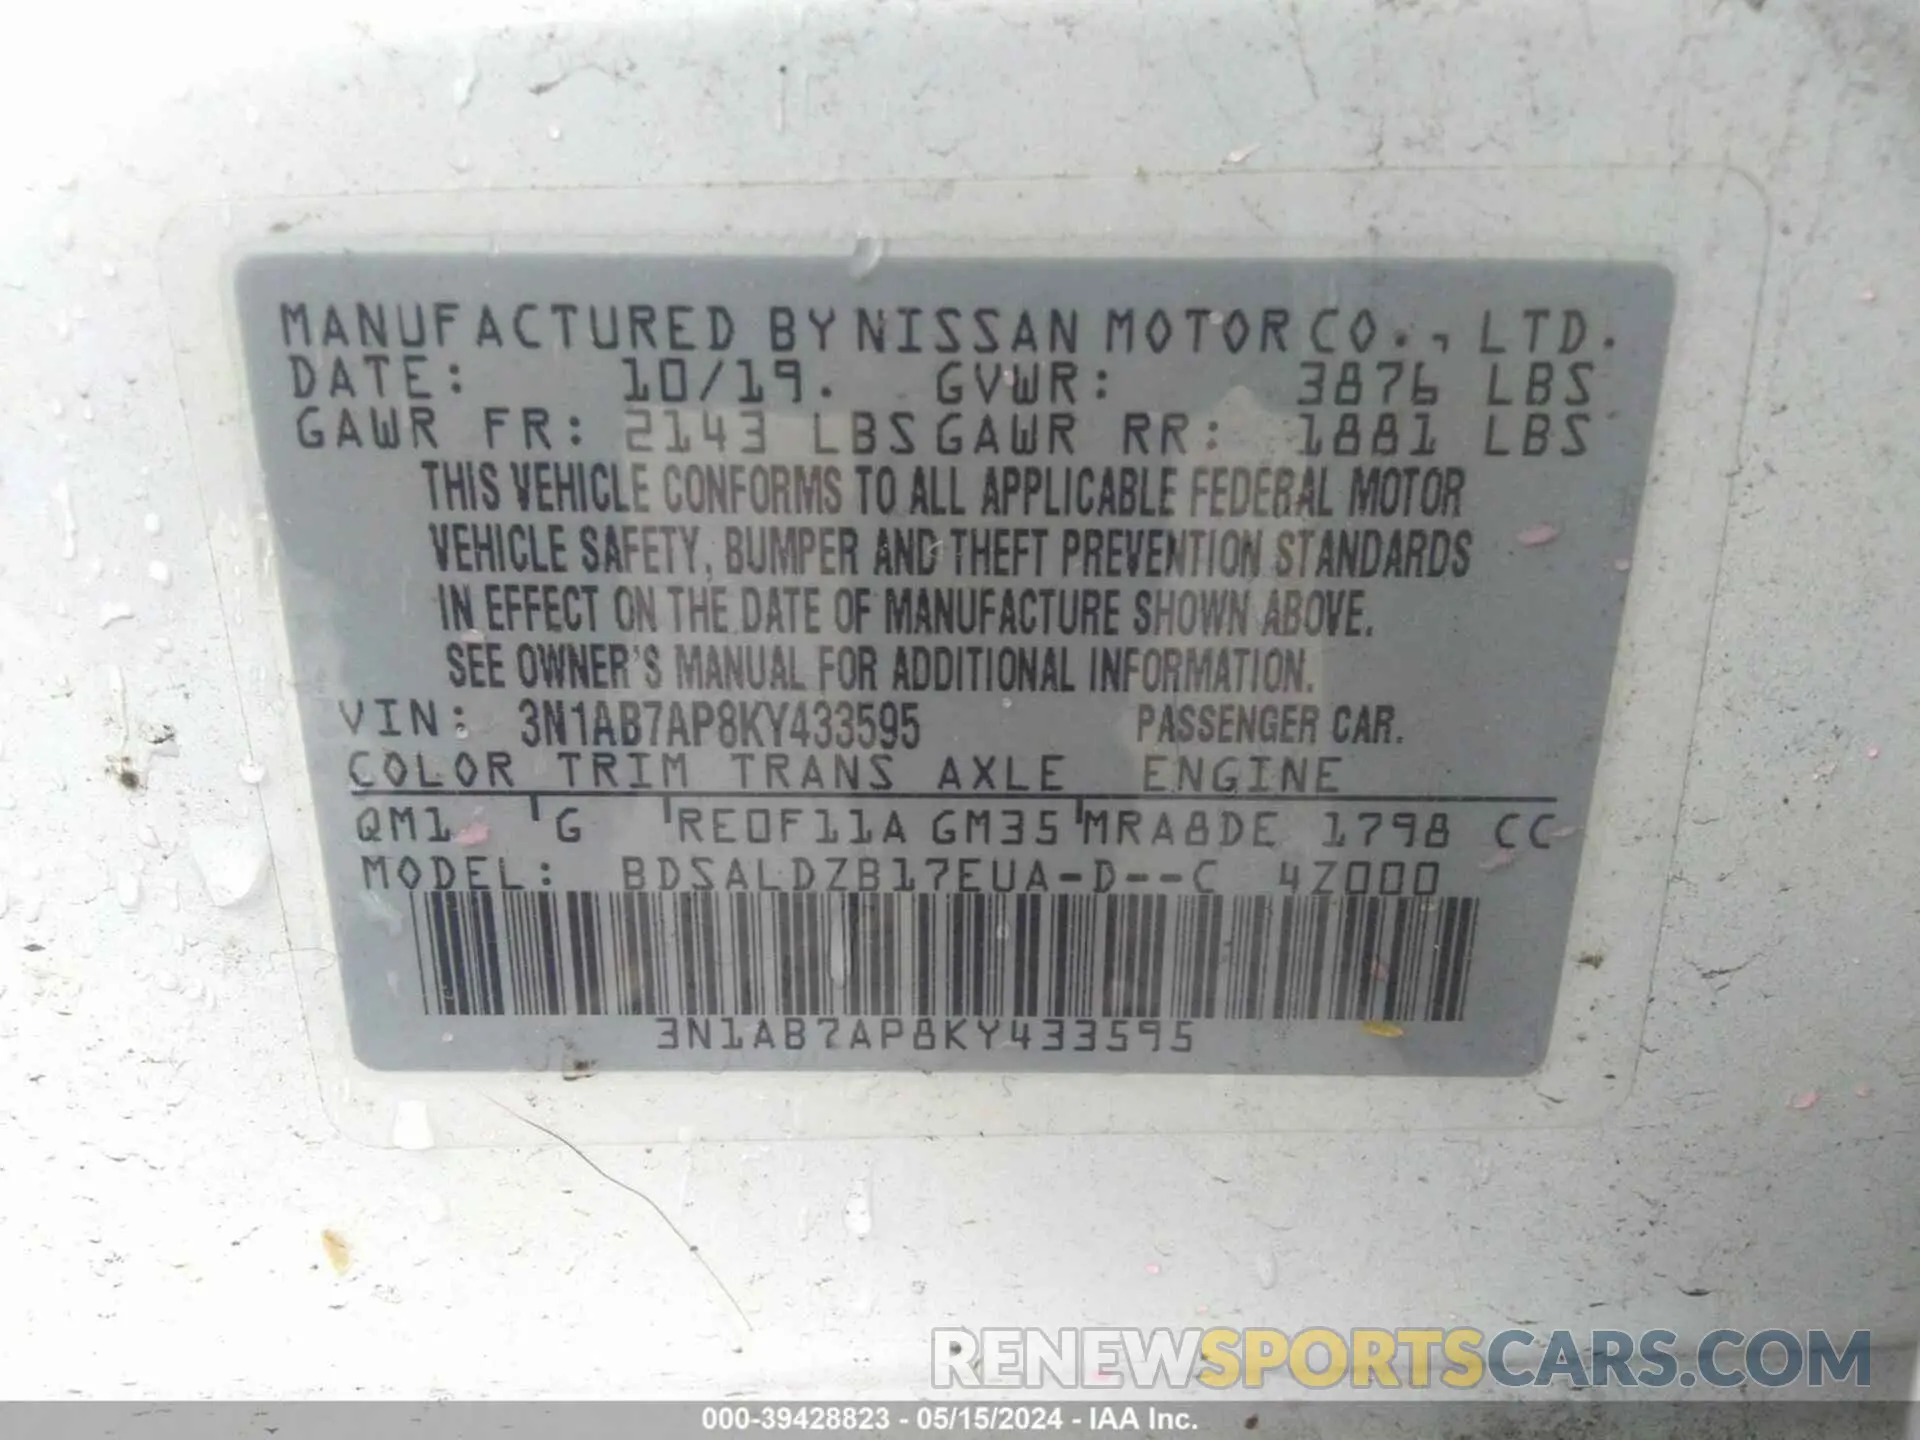 MANUFACTURED BY NISSAN MOTOR CO., LTD.
DATE: 10/19. GVWR: 3876 LBS
GAWR FR: 2143 LBS GAWR RR: 1881 LBS
THIS VEHICLE CONFORMS TO ALL APPLICABLE FEDERAL MOTOR
VEHICLE SAFETY, BUMPER AND THEFT PREVENTION STANDARDS
IN EFFECT ON THE DATE OF MANUFACTURE SHOWN ABOVE.
SEE OWNER'S MANUAL FOR ADDITIONAL INFORMATION.
VIN: 3N1AB7AP8KY433595 PASSENGER CAR.
COLOR TRIM TRANS AXLE ENGINE
QM1 G RE0F11A GM35 MRA8DE 1798 CC
MODEL: BDSALDZB17EUA-D--C 4Z000
3N1AB7AP8KY433595
RENEWSPORTSCARS.COM
000-39428823 - 05/15/2024 - IAA Inc.